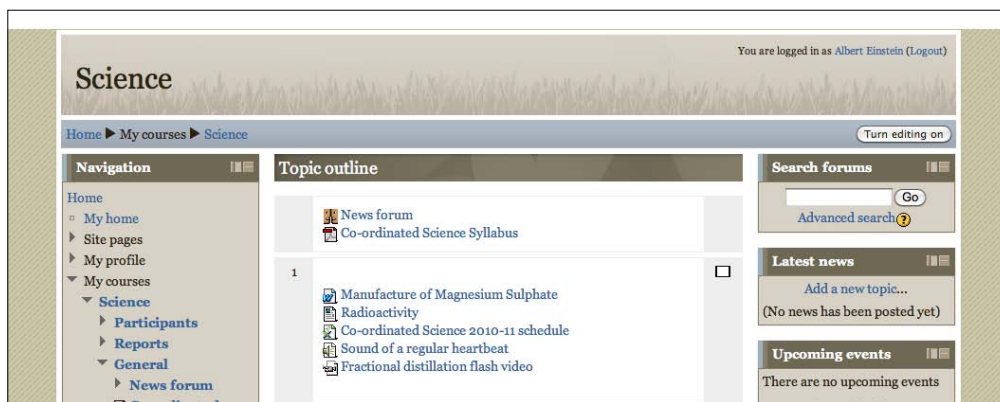 You are logged in as Albert Einstein (Logout)
Science
Home ▶ My courses ▶ Science
Turn editing on
Navigation
Home
My home
Site pages
My profile
My courses
Science
Participants
Reports
General
News forum
Topic outline
News forum
Co-ordinated Science Syllabus
1
Manufacture of Magnesium Sulphate
Radioactivity
Co-ordinated Science 2010-11 schedule
Sound of a regular heartbeat
Fractional distillation flash video
Search forums
Go
Advanced search
Latest news
Add a new topic...
(No news has been posted yet)
Upcoming events
There are no upcoming events